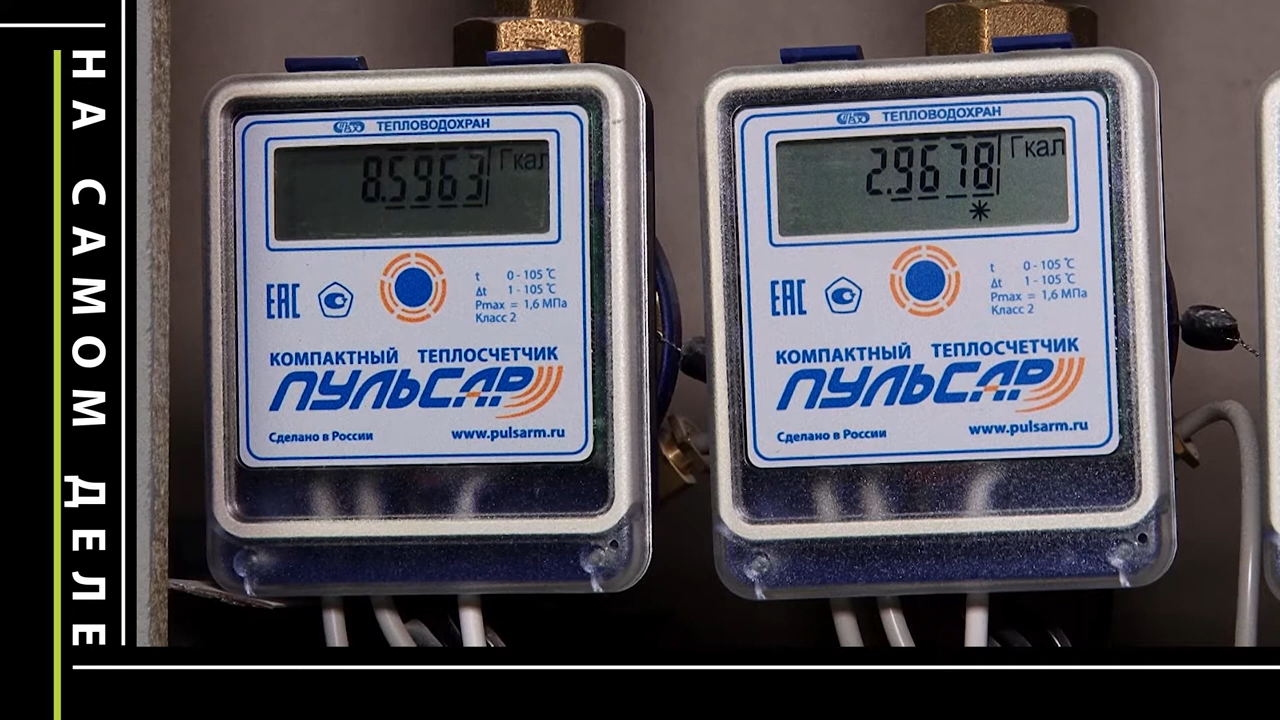 НА САМОМ ДЕЛЕ
ТЕПЛОВОДОХРАН
8.5963 Гкал
ЕАС
t 0 - 105 °C
Δt 1 - 105 °C
Pmax = 1,6 МПа
Класс 2
КОМПАКТНЫЙ ТЕПЛОСЧЕТЧИК
ПУЛЬСАР
Сделано в России www.pulsarm.ru
ТЕПЛОВОДОХРАН
2.9678 Гкал
ЕАС
t 0 - 105 °C
Δt 1 - 105 °C
Pmax = 1,6 МПа
Класс 2
КОМПАКТНЫЙ ТЕПЛОСЧЕТЧИК
ПУЛЬСАР
Сделано в России www.pulsarm.ru